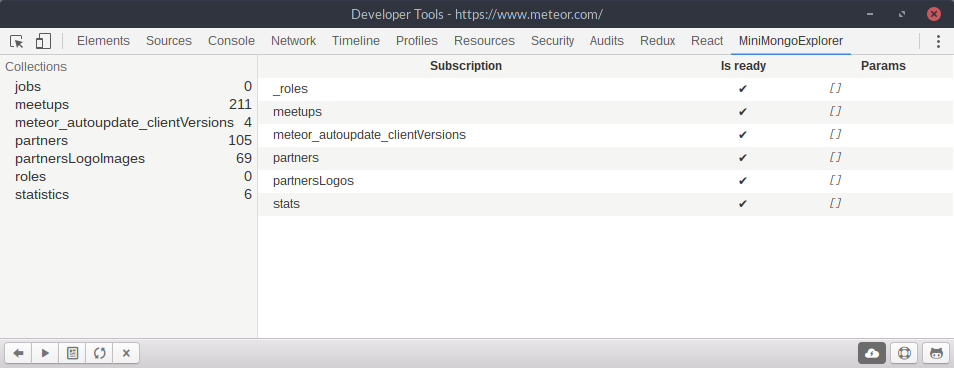 Developer Tools - https://www.meteor.com/
Elements Sources Console Network Timeline Profiles Resources Security Audits Redux React MiniMongoExplorer
Collections
jobs 0
meetups 211
meteor_autoupdate_clientVersions 4
partners 105
partnersLogoImages 69
roles 0
statistics 6
Subscription Is ready Params
_roles ✔ []
meetups ✔ []
meteor_autoupdate_clientVersions ✔ []
partners ✔ []
partnersLogos ✔ []
stats ✔ []